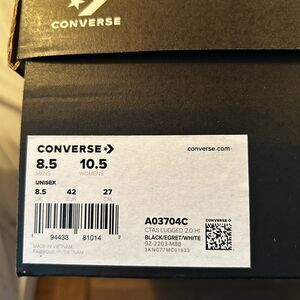 CONVERSE
CONVERSE
converse.com
8.5 10.5
MENS WOMENS
UNISEX
8.5 42 27
UK EUR CM
A03704C
CTAS LUGGED 2.0 HI
BLACK/EGRET/WHITE
94433 81014
MADE IN VIETNAM